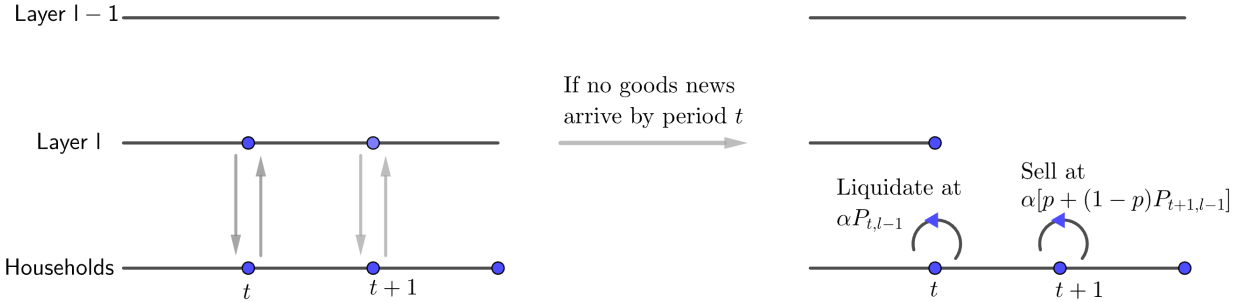 Layer l − 1
If no goods news
arrive by period t
Layer l
Liquidate at
αP_{t,l−1}
Sell at
α[p + (1 − p)P_{t+1,l−1}]
Households
t
t + 1
t
t + 1